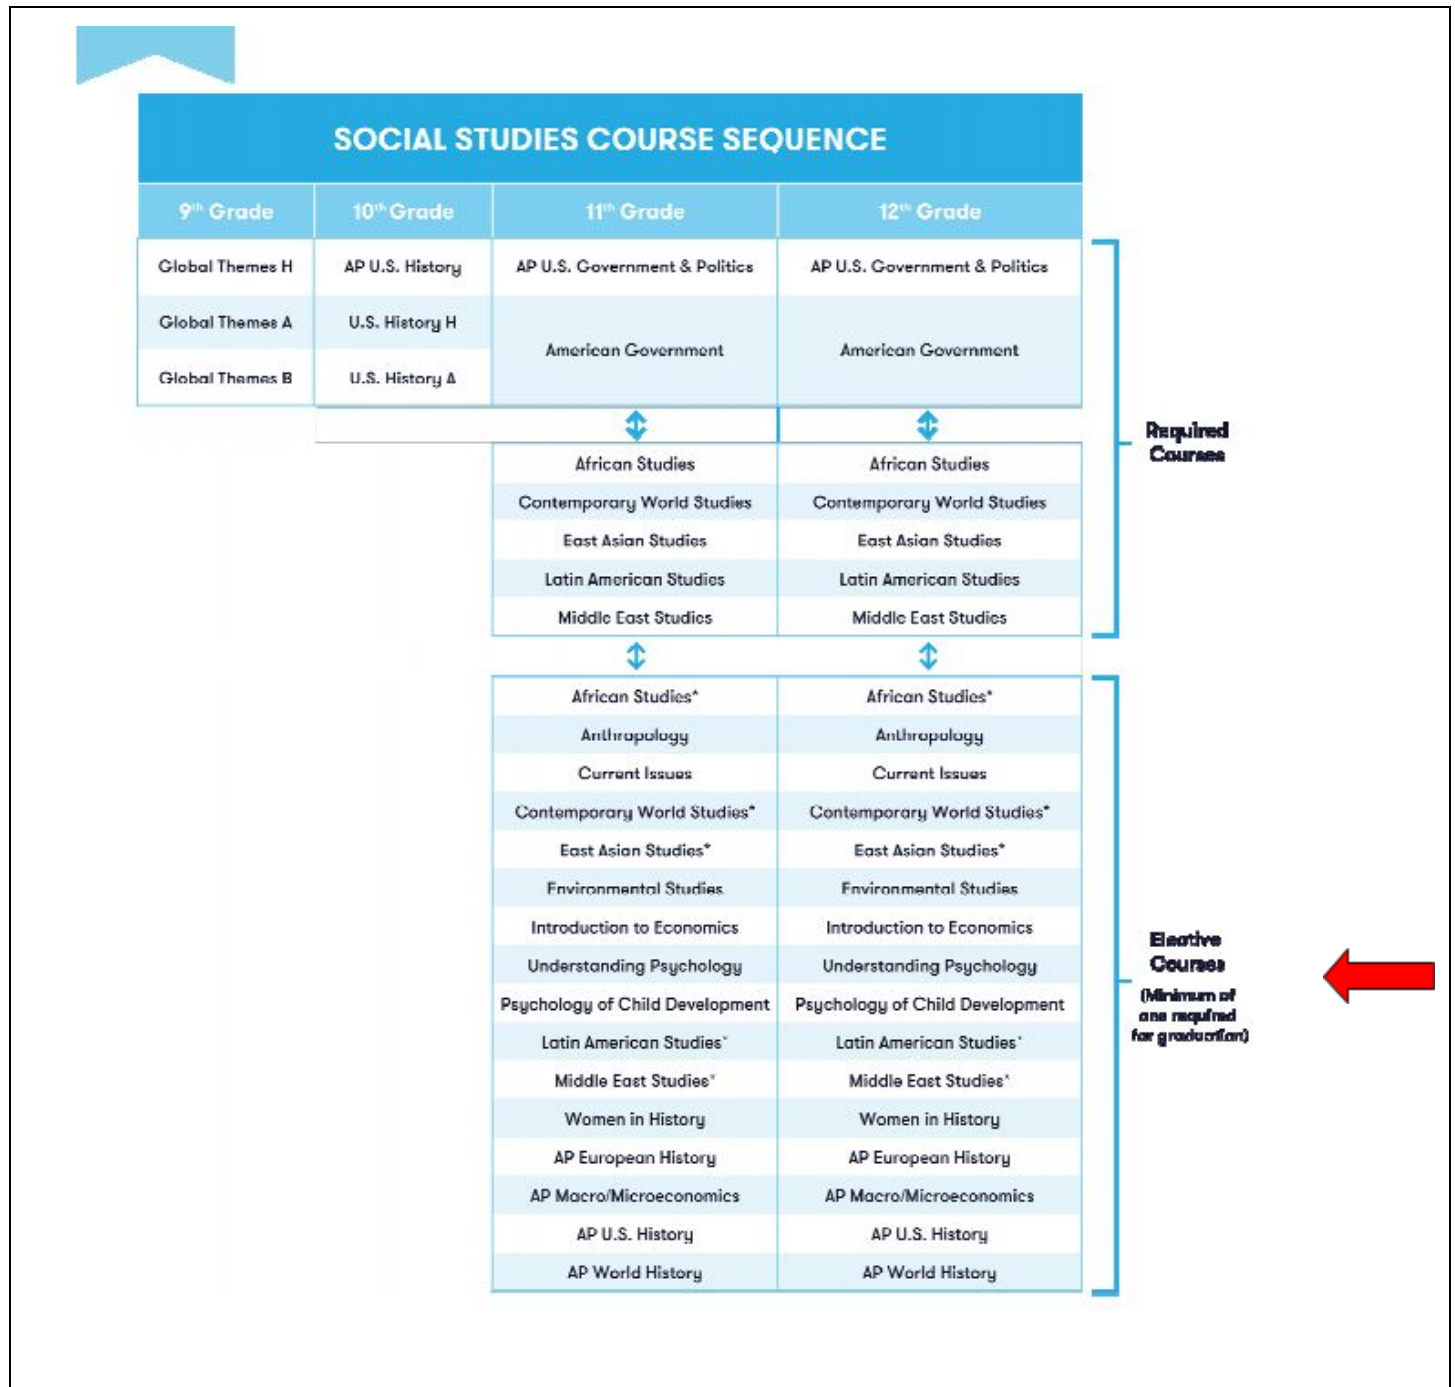 SOCIAL STUDIES COURSE SEQUENCE
9th Grade 10th Grade 11th Grade 12th Grade
Global Themes H AP U.S. History AP U.S. Government & Politics AP U.S. Government & Politics
Global Themes A U.S. History H
American Government American Government
Global Themes B U.S. History A
Required
Courses
African Studies African Studies
Contemporary World Studies Contemporary World Studies
East Asian Studies East Asian Studies
Latin American Studies Latin American Studies
Middle East Studies Middle East Studies
African Studies* African Studies*
Anthropology Anthropology
Current Issues Current Issues
Contemporary World Studies* Contemporary World Studies*
East Asian Studies* East Asian Studies*
Environmental Studies Environmental Studies
Introduction to Economics Introduction to Economics
Understanding Psychology Understanding Psychology
Psychology of Child Development Psychology of Child Development
Latin American Studies* Latin American Studies*
Middle East Studies* Middle East Studies*
Women in History Women in History
AP European History AP European History
AP Macro/Microeconomics AP Macro/Microeconomics
AP U.S. History AP U.S. History
AP World History AP World History
Elective
Courses
(Minimum of
one required
for graduation)